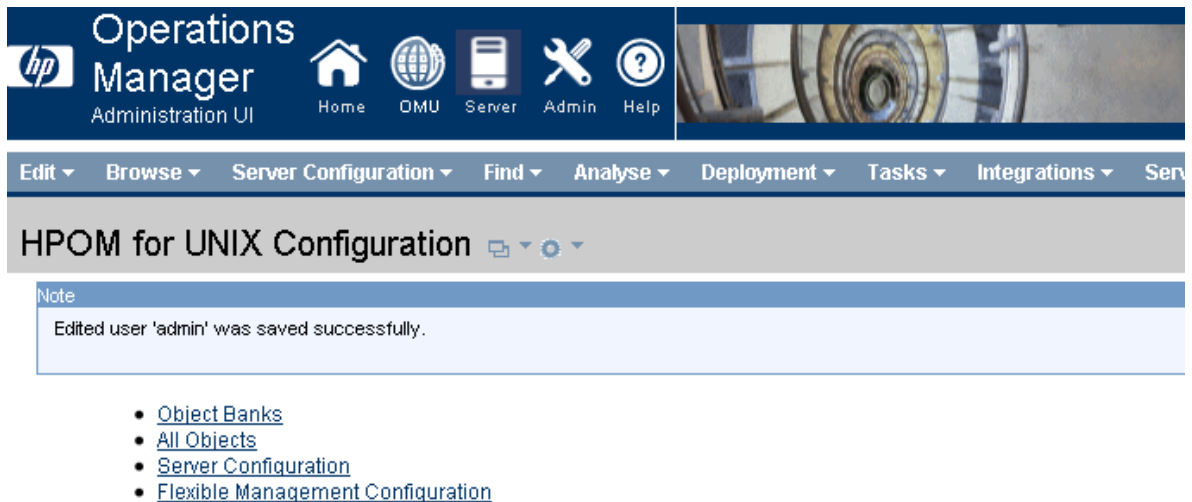 hp
Operations
Manager
Administration UI
Home OMU Server Admin Help
Edit Browse Server Configuration Find Analyse Deployment Tasks Integrations Serv
HPOM for UNIX Configuration
Note
Edited user 'admin' was saved successfully.
• Object Banks
• All Objects
• Server Configuration
• Flexible Management Configuration